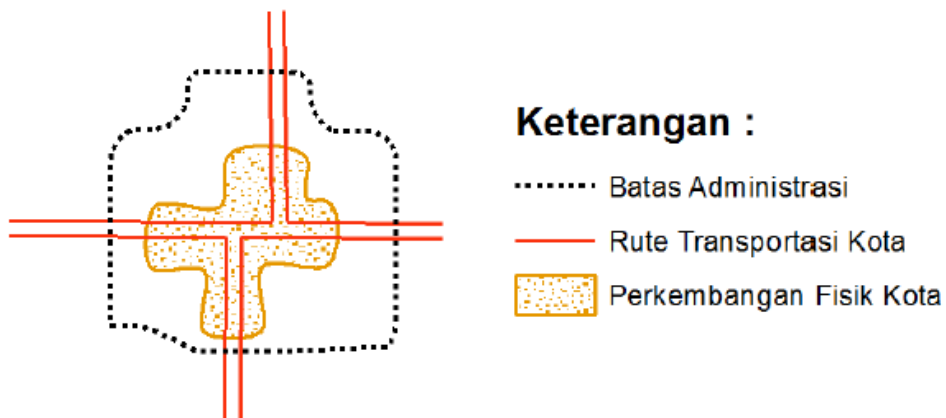 Keterangan :
Batas Administrasi
Rute Transportasi Kota
Perkembangan Fisik Kota